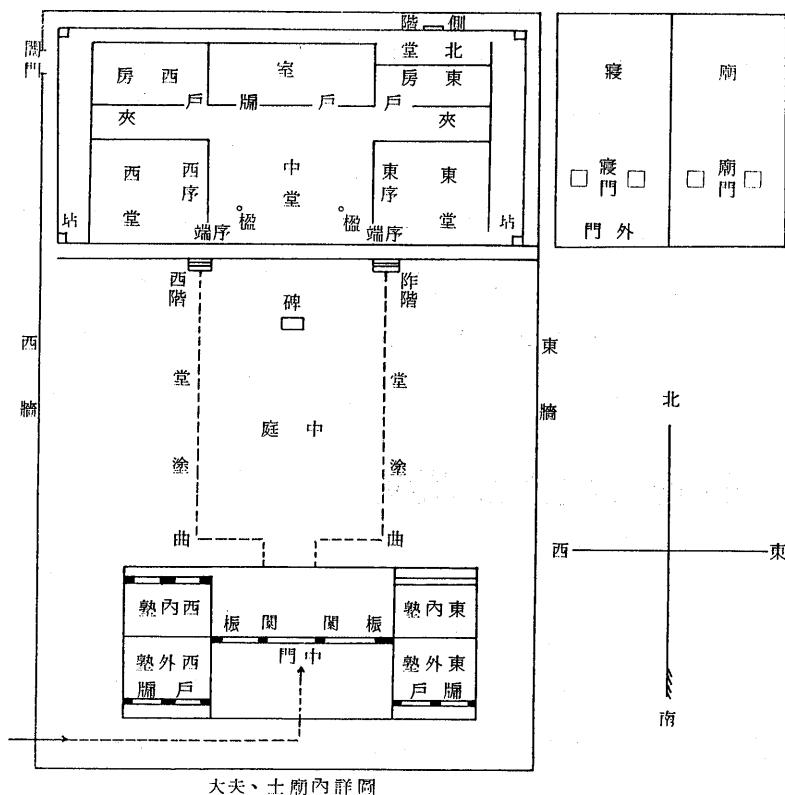 側階
闈門
北堂
室
東房
西房
戶
戶
牖
戶
夾
夾
中堂
東序
東堂
西序
西堂
坫
坫
楹
楹
序端
序端
阼階
西階
碑
東牆
西牆
堂塗
堂塗
中庭
曲
曲
東內塾
西內塾
棖
闑
闑
棖
中門
東外塾
西外塾
牖戶
戶牖
廟
寢
廟門
寢門
外門
北
東
西
南
大夫、士廟內詳圖